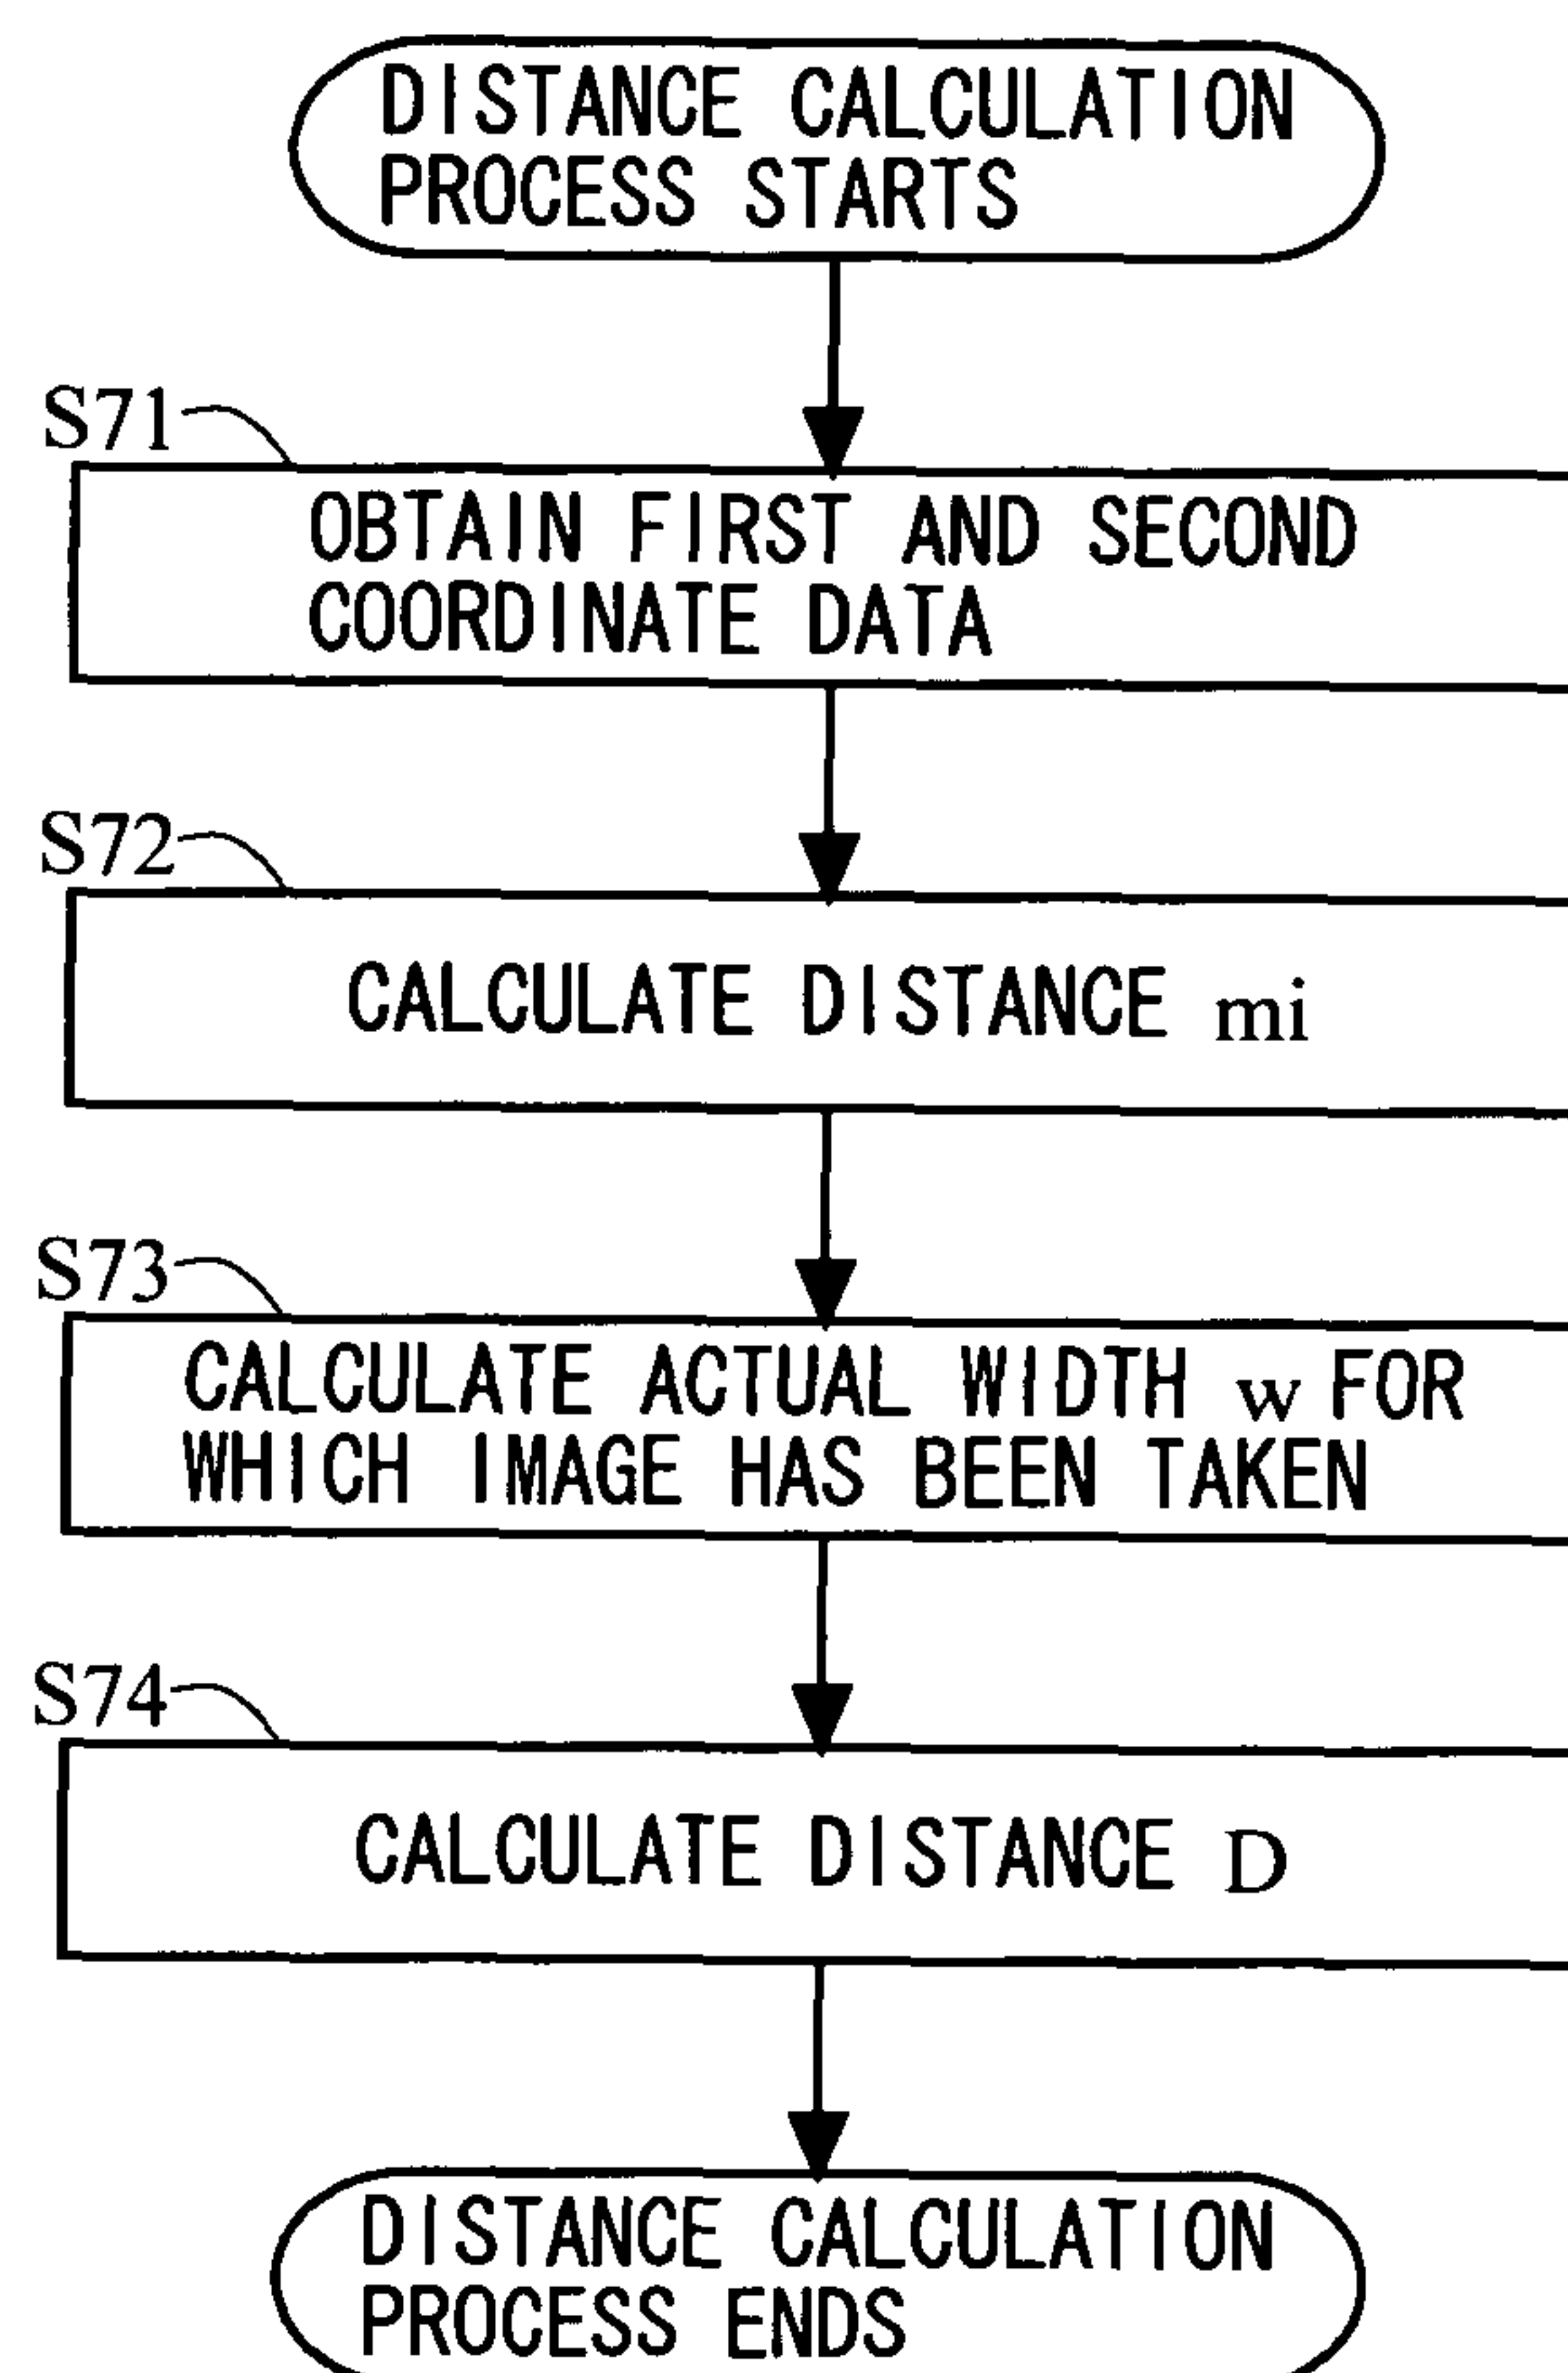 DISTANCE CALCULATION
PROCESS STARTS
S71
OBTAIN FIRST AND SECOND
COORDINATE DATA
S72
CALCULATE DISTANCE mi
S73
CALCULATE ACTUAL WIDTH w FOR
WHICH IMAGE HAS BEEN TAKEN
S74
CALCULATE DISTANCE D
DISTANCE CALCULATION
PROCESS ENDS